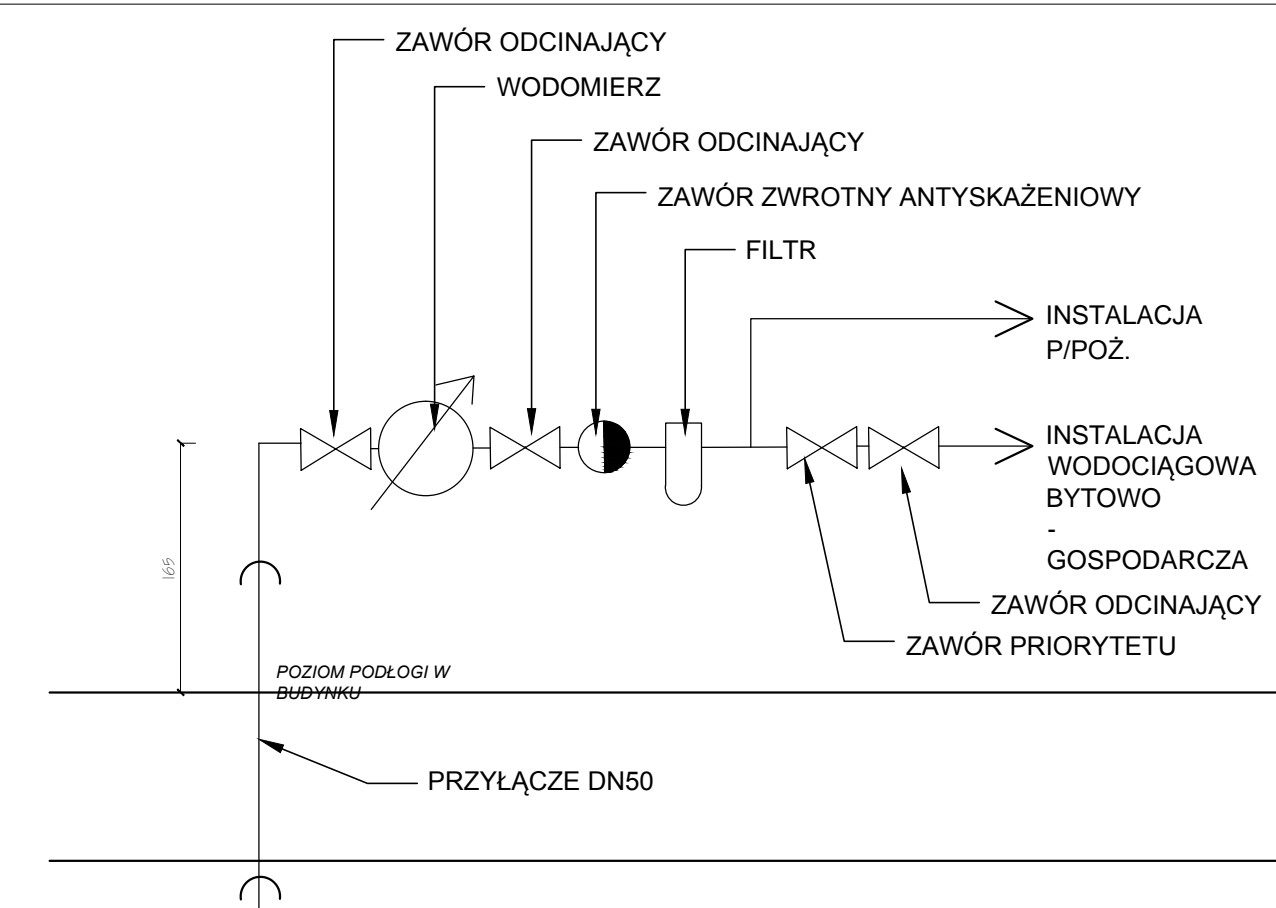 ZAWÓR ODCINAJĄCY
WODOMIERZ
ZAWÓR ODCINAJĄCY
ZAWÓR ZWROTNY ANTYSKAŻENIOWY
FILTR
INSTALACJA
P/POŻ.
INSTALACJA
WODOCIĄGOWA
BYTOWO
-
GOSPODARCZA
ZAWÓR ODCINAJĄCY
ZAWÓR PRIORYTETU
165
POZIOM PODŁOGI W
BUDYNKU
PRZYŁĄCZE DN50